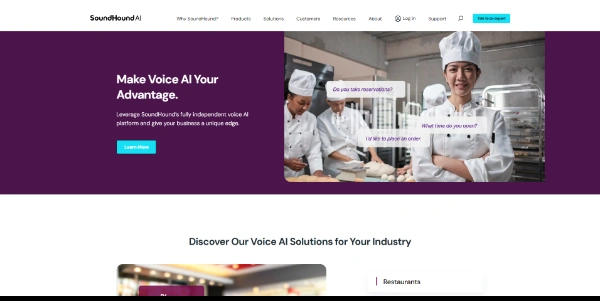 SoundHound AI
Why SoundHound? Products Solutions Customers Resources About Log in Support Talk to an expert
Make Voice AI Your
Advantage.
Leverage SoundHound's fully independent voice AI
platform and give your business a unique edge.
Learn More
Do you take reservations?
What time do you open?
I'd like to place an order.
Discover Our Voice AI Solutions for Your Industry
Restaurants